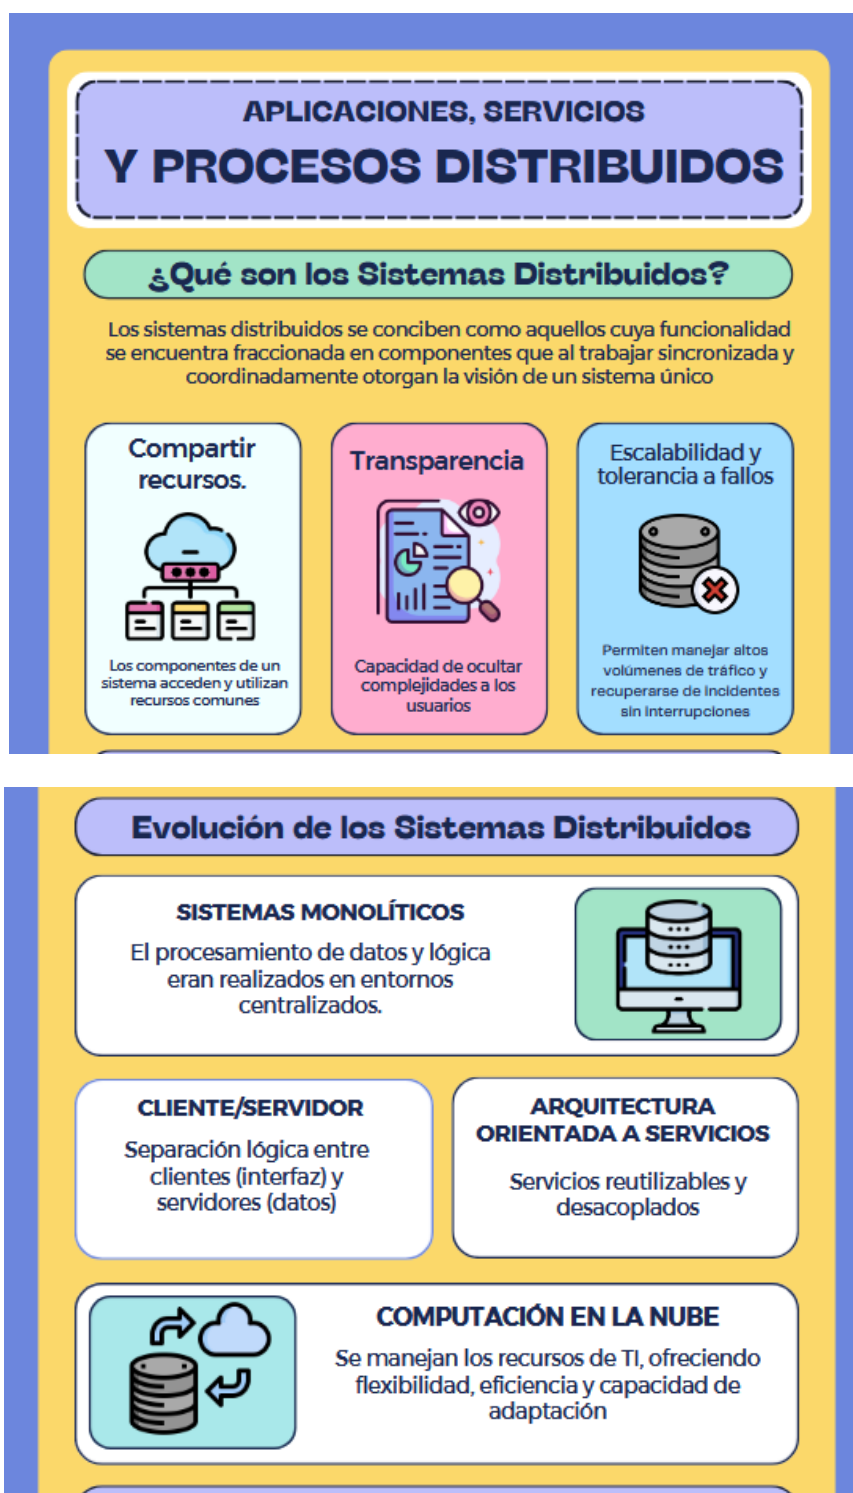 APLICACIONES, SERVICIOS
Y PROCESOS DISTRIBUIDOS
¿Qué son los Sistemas Distribuidos?
Los sistemas distribuidos se conciben como aquellos cuya funcionalidad
se encuentra fraccionada en componentes que al trabajar sincronizada y
coordinadamente otorgan la visión de un sistema único
Compartir
recursos.
Los componentes de un
sistema acceden y utilizan
recursos comunes
Transparencia
Capacidad de ocultar
complejidades a los
usuarios
Escalabilidad y
tolerancia a fallos
Permiten manejar altos
volúmenes de tráfico y
recuperarse de incidentes
sin interrupciones
Evolución de los Sistemas Distribuidos
SISTEMAS MONOLÍTICOS
El procesamiento de datos y lógica
eran realizados en entornos
centralizados.
CLIENTE/SERVIDOR
Separación lógica entre
clientes (interfaz) y
servidores (datos)
ARQUITECTURA
ORIENTADA A SERVICIOS
Servicios reutilizables y
desacoplados
COMPUTACIÓN EN LA NUBE
Se manejan los recursos de TI, ofreciendo
flexibilidad, eficiencia y capacidad de
adaptación